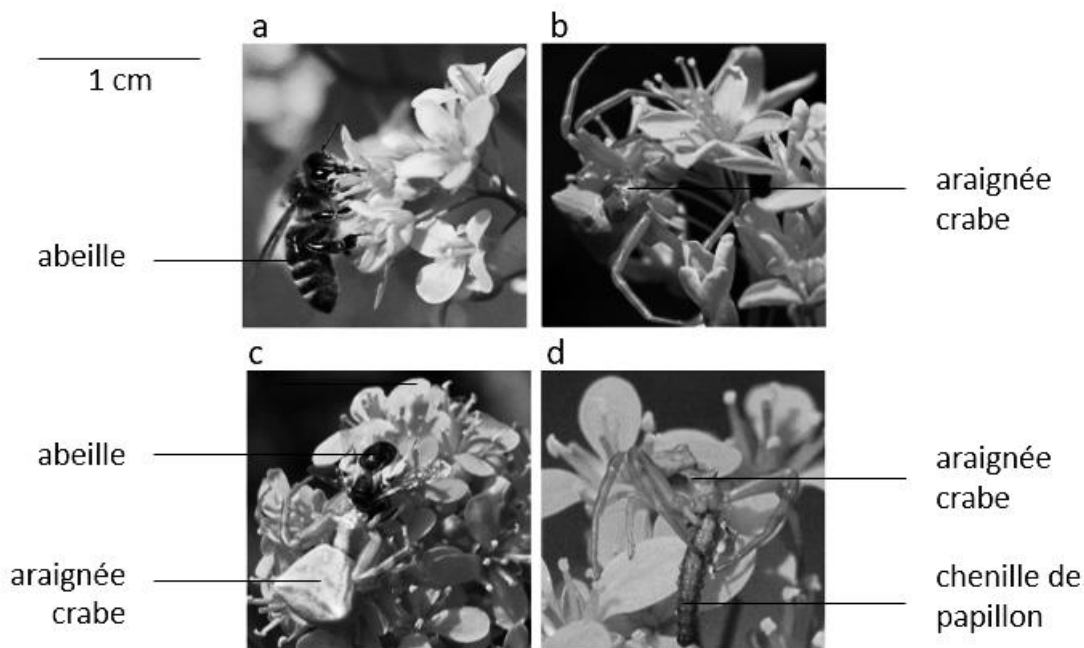 a
b
1 cm
abeille
araignée
crabe
c
d
abeille
araignée
crabe
araignée
crabe
chenille de
papillon